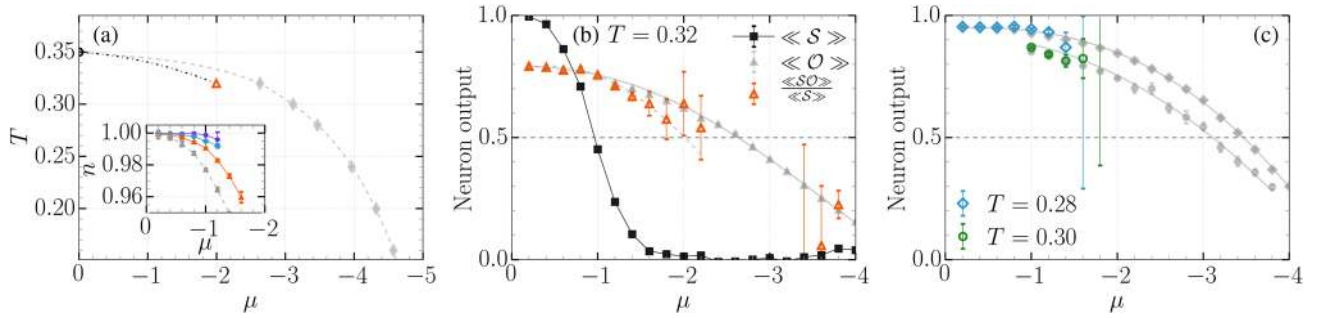 (a)
T
0.35
0.30
0.25
0.20
0 −1 −2 −3 −4 −5
μ
n
1.00
0.98
0.96
0 −1 −2
μ
(b) T = 0.32
Neuron output
1.0
0.5
0.0
≪ S ≫
≪ O ≫
≪SO≫
≪S≫
0 −1 −2 −3 −4
μ
(c)
Neuron output
1.0
0.5
0.0
T = 0.28
T = 0.30
0 −1 −2 −3 −4
μ